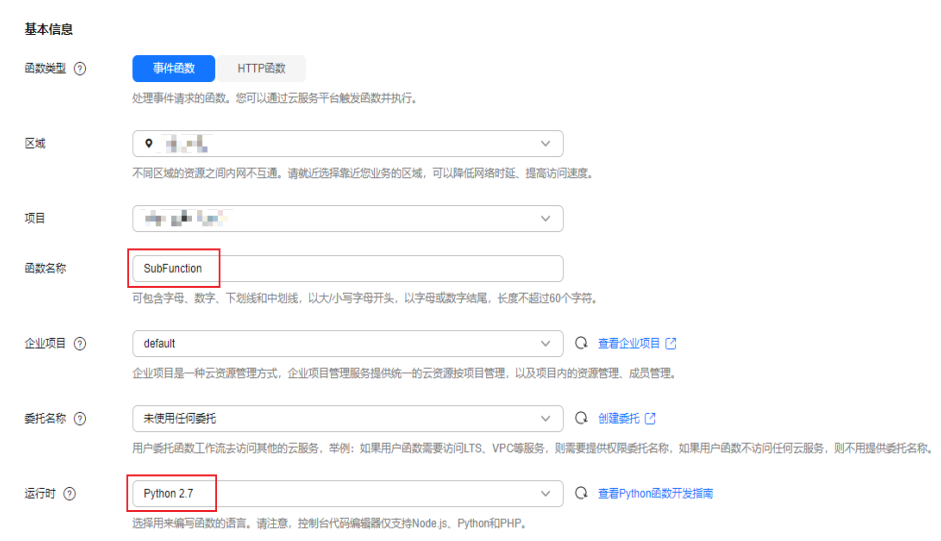 基本信息
函数类型
事件函数 HTTP函数
处理事件请求的函数。您可以通过云服务平台触发函数并执行。
区域
不同区域的资源之间内网不互通。请就近选择靠近您业务的区域，可以降低网络时延、提高访问速度。
项目
函数名称 SubFunction
可包含字母、数字、下划线和中划线，以大/小写字母开头，以字母或数字结尾，长度不超过60个字符。
企业项目 default 查看企业项目
企业项目是一种云资源管理方式，企业项目管理服务提供统一的云资源按项目管理，以及项目内的资源管理、成员管理。
委托名称 未使用任何委托 创建委托
用户委托函数工作流去访问其他的云服务，举例：如果用户函数需要访问LTS、VPC等服务，则需要提供权限委托名称，如果用户函数不访问任何云服务，则不用提供委托名称。
运行时 Python 2.7 查看Python函数开发指南
选择用来编写函数的语言。请注意，控制台代码编辑器仅支持Node.js、Python和PHP。